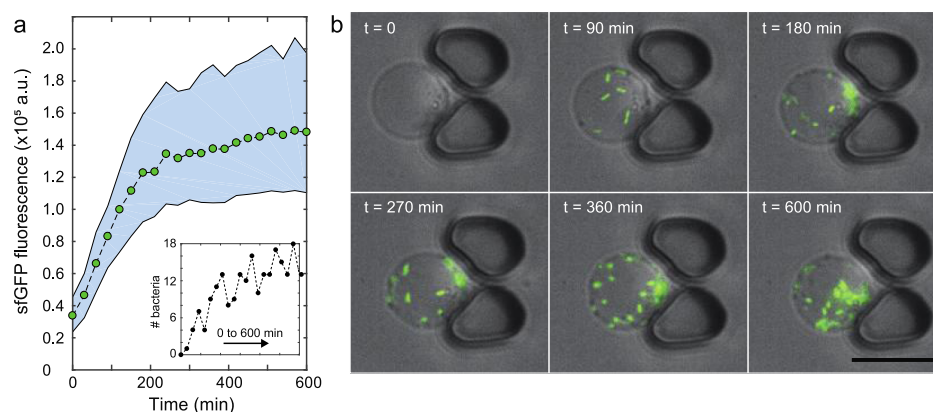 a
sfGFP fluorescence (x10⁵ a.u.)
2.0
1.8
1.6
1.4
1.2
1.0
0.8
0.6
0.4
0.2
0
0 200 400 600
Time (min)
# bacteria
18
12
6
0
0 to 600 min
b
t = 0
t = 90 min
t = 180 min
t = 270 min
t = 360 min
t = 600 min